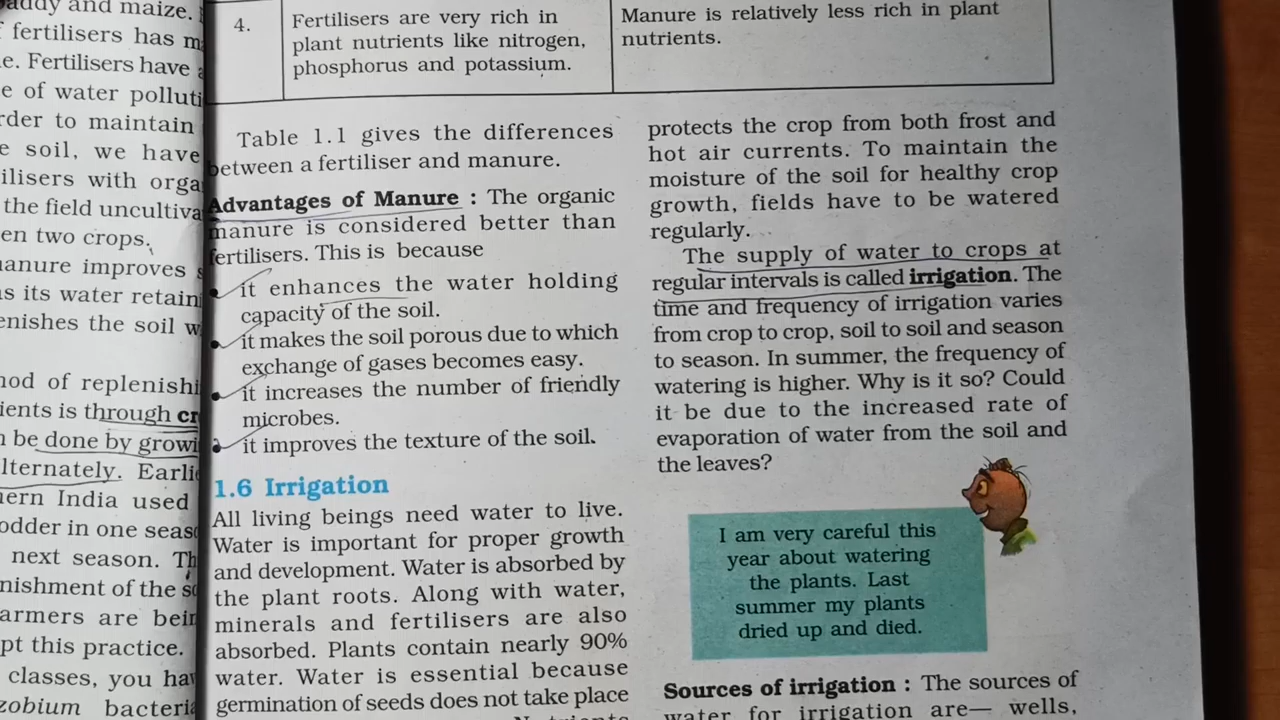 addy and maize.
fertilisers has
e. Fertilisers have
e of water polluti
rder to maintain
e soil, we have
ilisers with orga
the field uncultiva
en two crops.
anure improves
s its water retain
enishes the soil w
nod of replenishi
ients is through cr
be done by growi
lternately. Earlie
ern India used
odder in one seaso
next season. Th
nishment of the so
armers are bein
pt this practice.
classes, you hav
zobium bacteria
4.
Fertilisers are very rich in
plant nutrients like nitrogen,
phosphorus and potassium.
Manure is relatively less rich in plant
nutrients.
Table 1.1 gives the differences
between a fertiliser and manure.
Advantages of Manure : The organic
manure is considered better than
fertilisers. This is because
• it enhances the water holding
capacity of the soil.
• it makes the soil porous due to which
exchange of gases becomes easy.
• it increases the number of friendly
microbes.
• it improves the texture of the soil.
1.6 Irrigation
All living beings need water to live.
Water is important for proper growth
and development. Water is absorbed by
the plant roots. Along with water,
minerals and fertilisers are also
absorbed. Plants contain nearly 90%
water. Water is essential because
germination of seeds does not take place
protects the crop from both frost and
hot air currents. To maintain the
moisture of the soil for healthy crop
growth, fields have to be watered
regularly.
The supply of water to crops at
regular intervals is called irrigation. The
time and frequency of irrigation varies
from crop to crop, soil to soil and season
to season. In summer, the frequency of
watering is higher. Why is it so? Could
it be due to the increased rate of
evaporation of water from the soil and
the leaves?
I am very careful this
year about watering
the plants. Last
summer my plants
dried up and died.
Sources of irrigation : The sources of
water for irrigation are— wells,